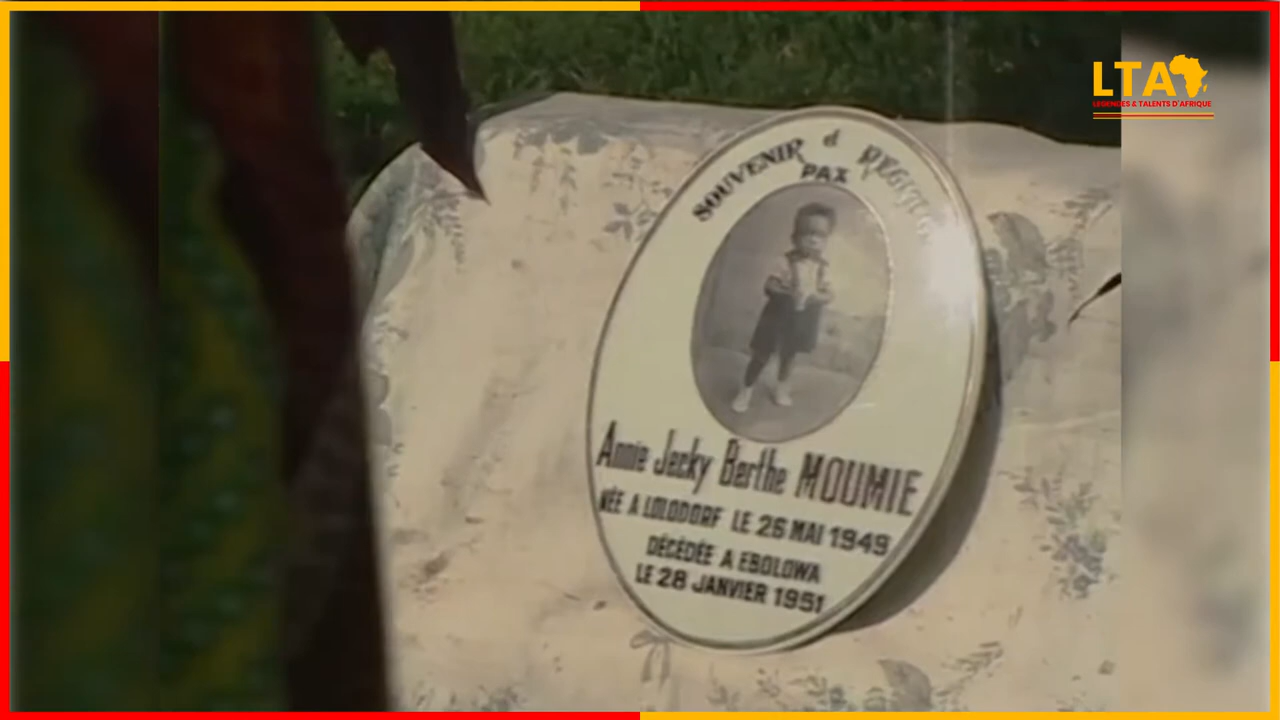 SOUVENIR et REGRETS
PAX
Annie Jecky Berthe MOUMIE
NÉE A LOLODORF LE 26 MAI 1949
DÉCÉDÉE A EBOLOWA
LE 28 JANVIER 1951
LTA
LEGENDES & TALENTS D'AFRIQUE